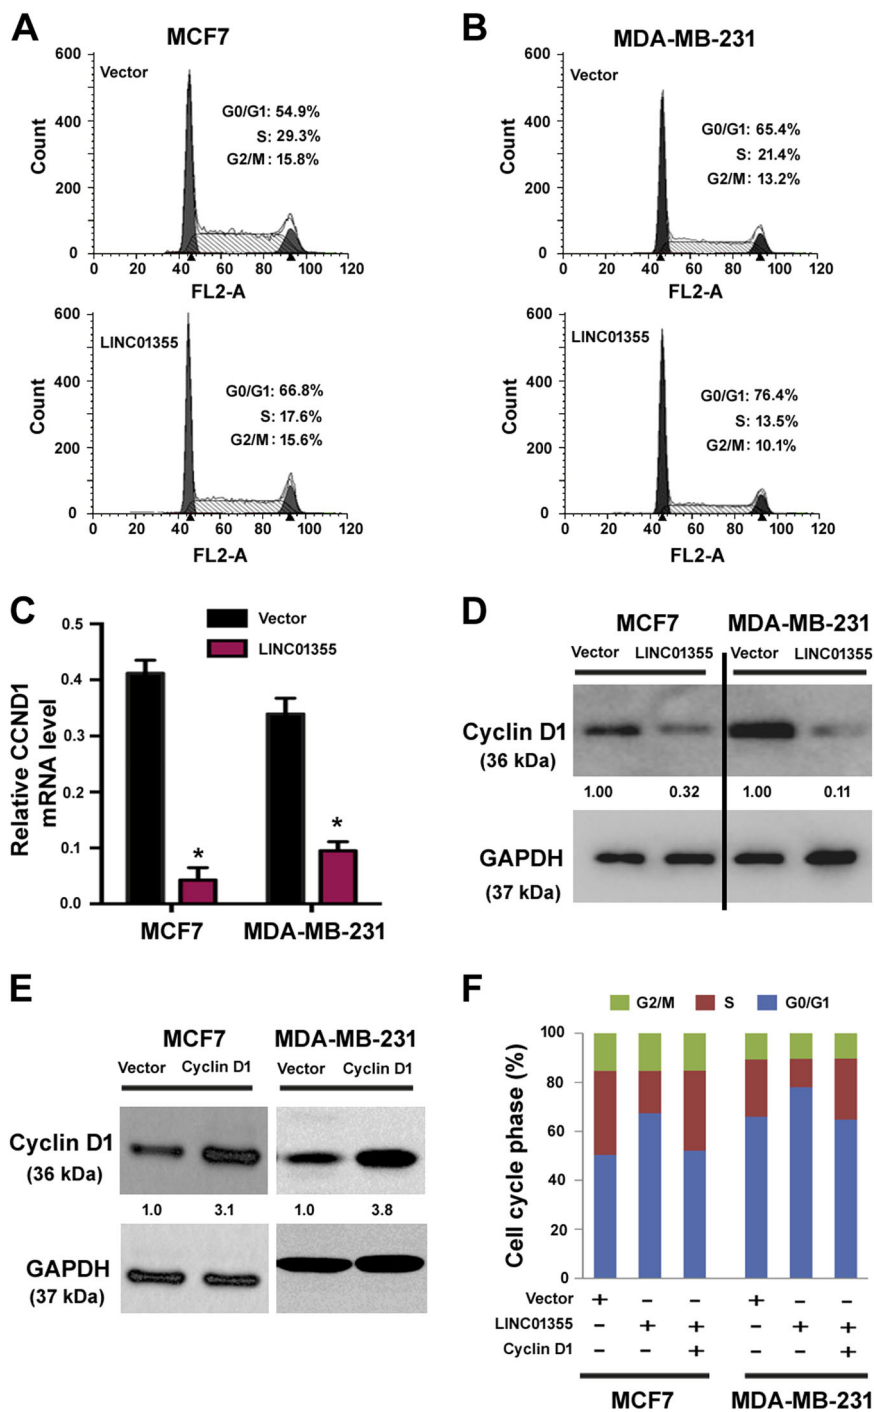 A
MCF7
Vector
G0/G1: 54.9%
S: 29.3%
G2/M: 15.8%
Count
600
400
200
0
0 20 40 60 80 100 120
FL2-A
LINC01355
G0/G1: 66.8%
S: 17.6%
G2/M: 15.6%
Count
600
400
200
0
0 20 40 60 80 100 120
FL2-A
B
MDA-MB-231
Vector
G0/G1: 65.4%
S: 21.4%
G2/M: 13.2%
Count
600
400
200
0
0 20 40 60 80 100 120
FL2-A
LINC01355
G0/G1: 76.4%
S: 13.5%
G2/M: 10.1%
Count
600
400
200
0
0 20 40 60 80 100 120
FL2-A
C
Vector
LINC01355
Relative CCND1
mRNA level
0.5
0.4
0.3
0.2
0.1
0.0
* *
MCF7 MDA-MB-231
D
MCF7 MDA-MB-231
Vector LINC01355 Vector LINC01355
Cyclin D1
(36 kDa)
1.00 0.32 1.00 0.11
GAPDH
(37 kDa)
E
MCF7 MDA-MB-231
Vector Cyclin D1 Vector Cyclin D1
Cyclin D1
(36 kDa)
1.0 3.1 1.0 3.8
GAPDH
(37 kDa)
F
G2/M S G0/G1
Cell cycle phase (%)
100
80
60
40
20
0
Vector + − − + − −
LINC01355 − + + − + +
Cyclin D1 − − + − − +
MCF7 MDA-MB-231